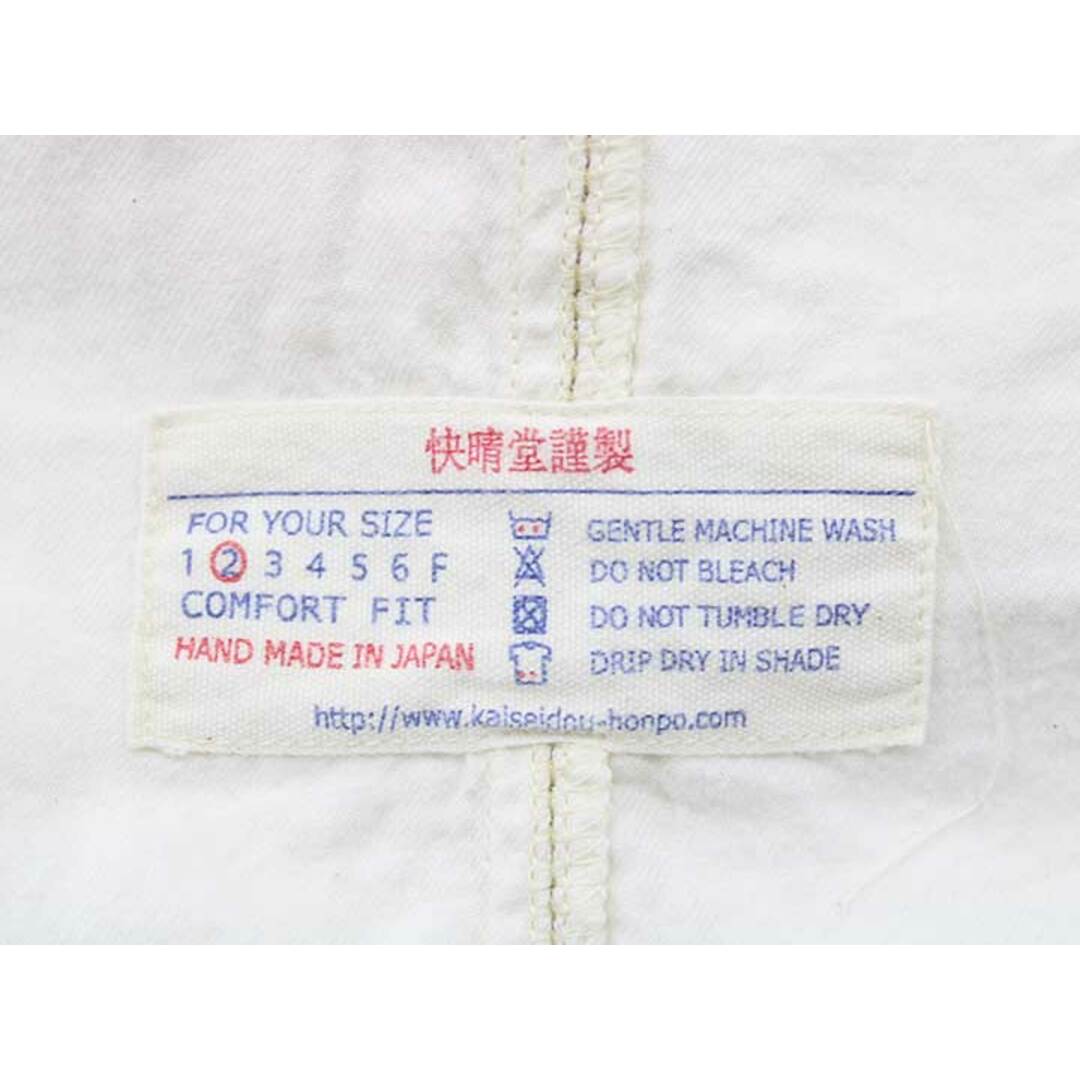 快晴堂謹製
FOR YOUR SIZE
1 2 3 4 5 6 F
COMFORT FIT
HAND MADE IN JAPAN
GENTLE MACHINE WASH
DO NOT BLEACH
DO NOT TUMBLE DRY
DRIP DRY IN SHADE
http://www.kaiseidou-honpo.com